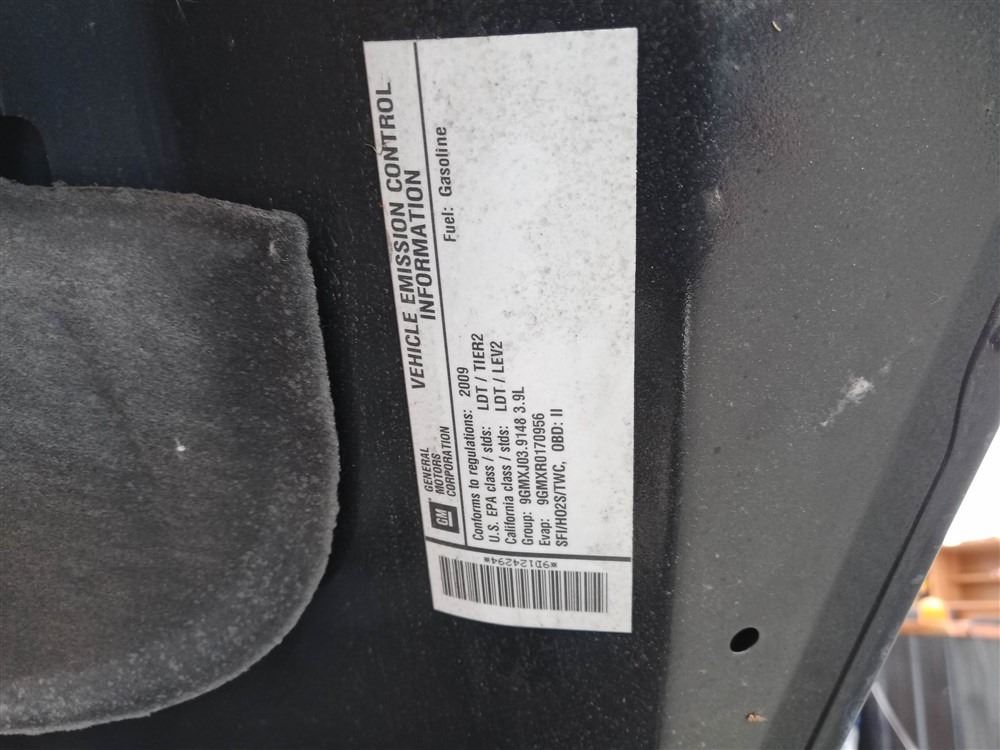 VEHICLE EMISSION CONTROL
INFORMATION
GM
GENERAL
MOTORS
CORPORATION
Fuel: Gasoline
Conforms to regulations: 2009
U.S. EPA class / stds: LDT / TIER2
California class / stds: LDT / LEV2
Group: 9GMXJ03.9148 3.9L
Evap: 9GMXR0170956
SFI/HO2S/TWC, OBD: II
*9D124294*